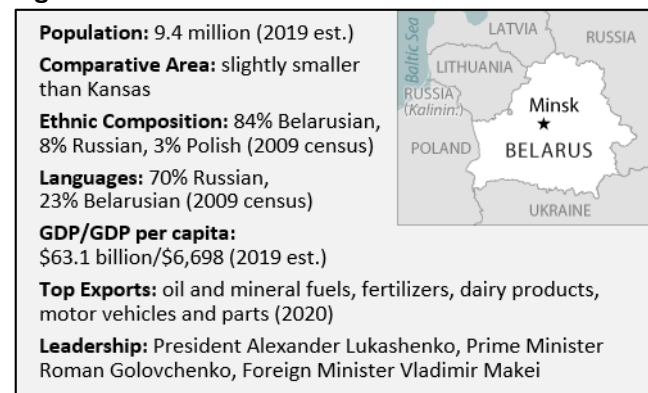 Population: 9.4 million (2019 est.)
Comparative Area: slightly smaller
than Kansas
Ethnic Composition: 84% Belarusian,
8% Russian, 3% Polish (2009 census)
Languages: 70% Russian,
23% Belarusian (2009 census)
GDP/GDP per capita:
$63.1 billion/$6,698 (2019 est.)
Top Exports: oil and mineral fuels, fertilizers, dairy products,
motor vehicles and parts (2020)
Leadership: President Alexander Lukashenko, Prime Minister
Roman Golovchenko, Foreign Minister Vladimir Makei
Baltic Sea
LATVIA
RUSSIA
LITHUANIA
RUSSIA
(Kalinin.)
Minsk
POLAND
BELARUS
UKRAINE